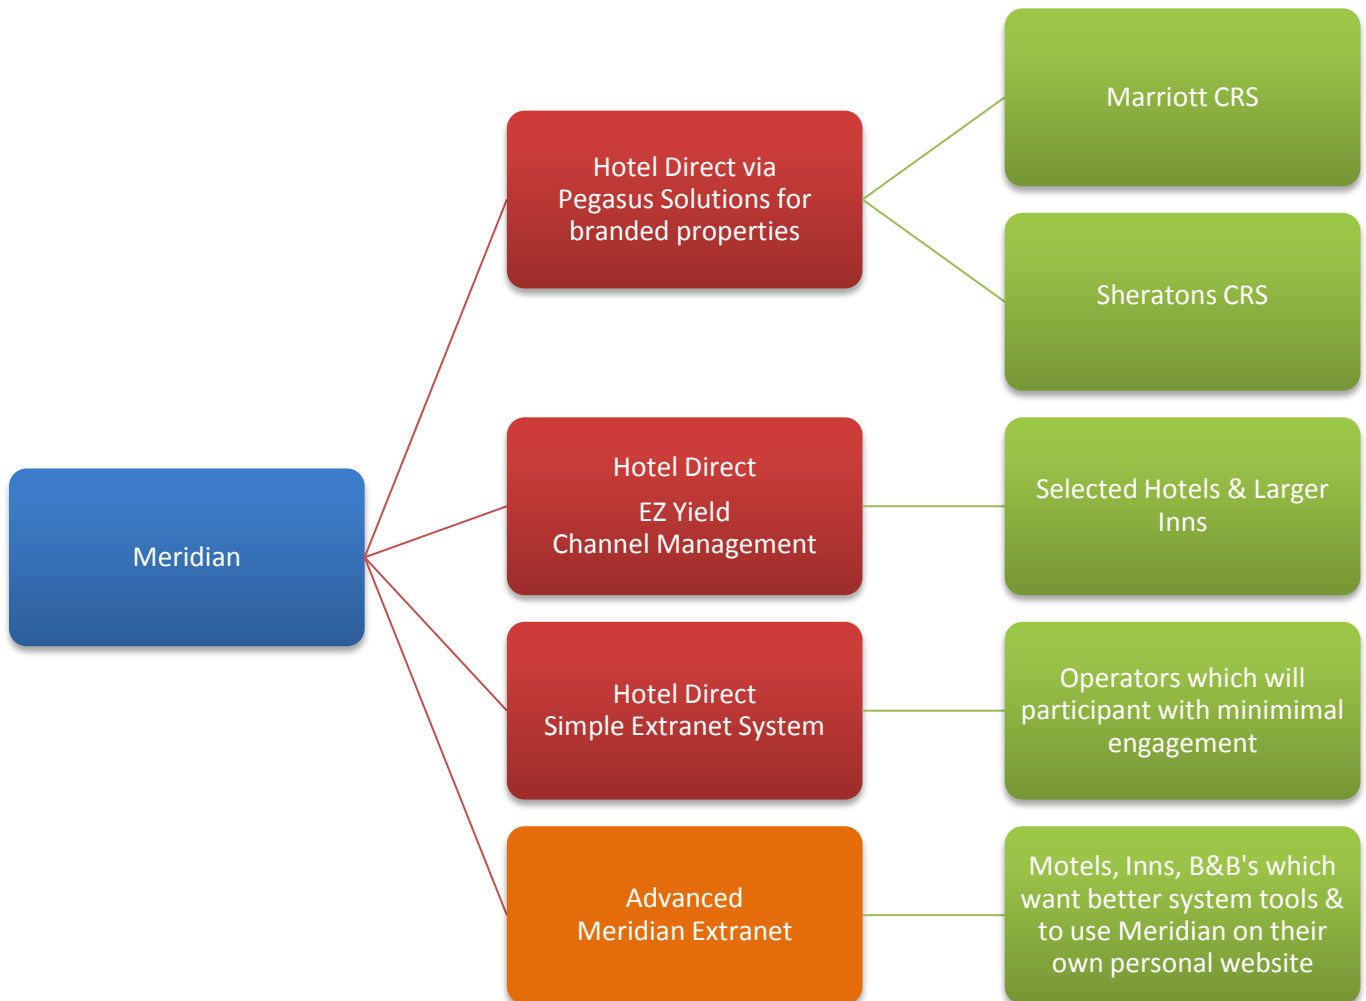 Meridian
Hotel Direct via
Pegasus Solutions for
branded properties
Marriott CRS
Sheratons CRS
Hotel Direct
EZ Yield
Channel Management
Selected Hotels & Larger
Inns
Hotel Direct
Simple Extranet System
Operators which will
participant with minimimal
engagement
Advanced
Meridian Extranet
Motels, Inns, B&B's which
want better system tools &
to use Meridian on their
own personal website